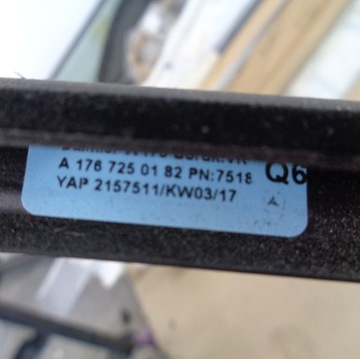 A 176 725 01 82 PN:7518 Q6
YAP 2157511/KW03/17